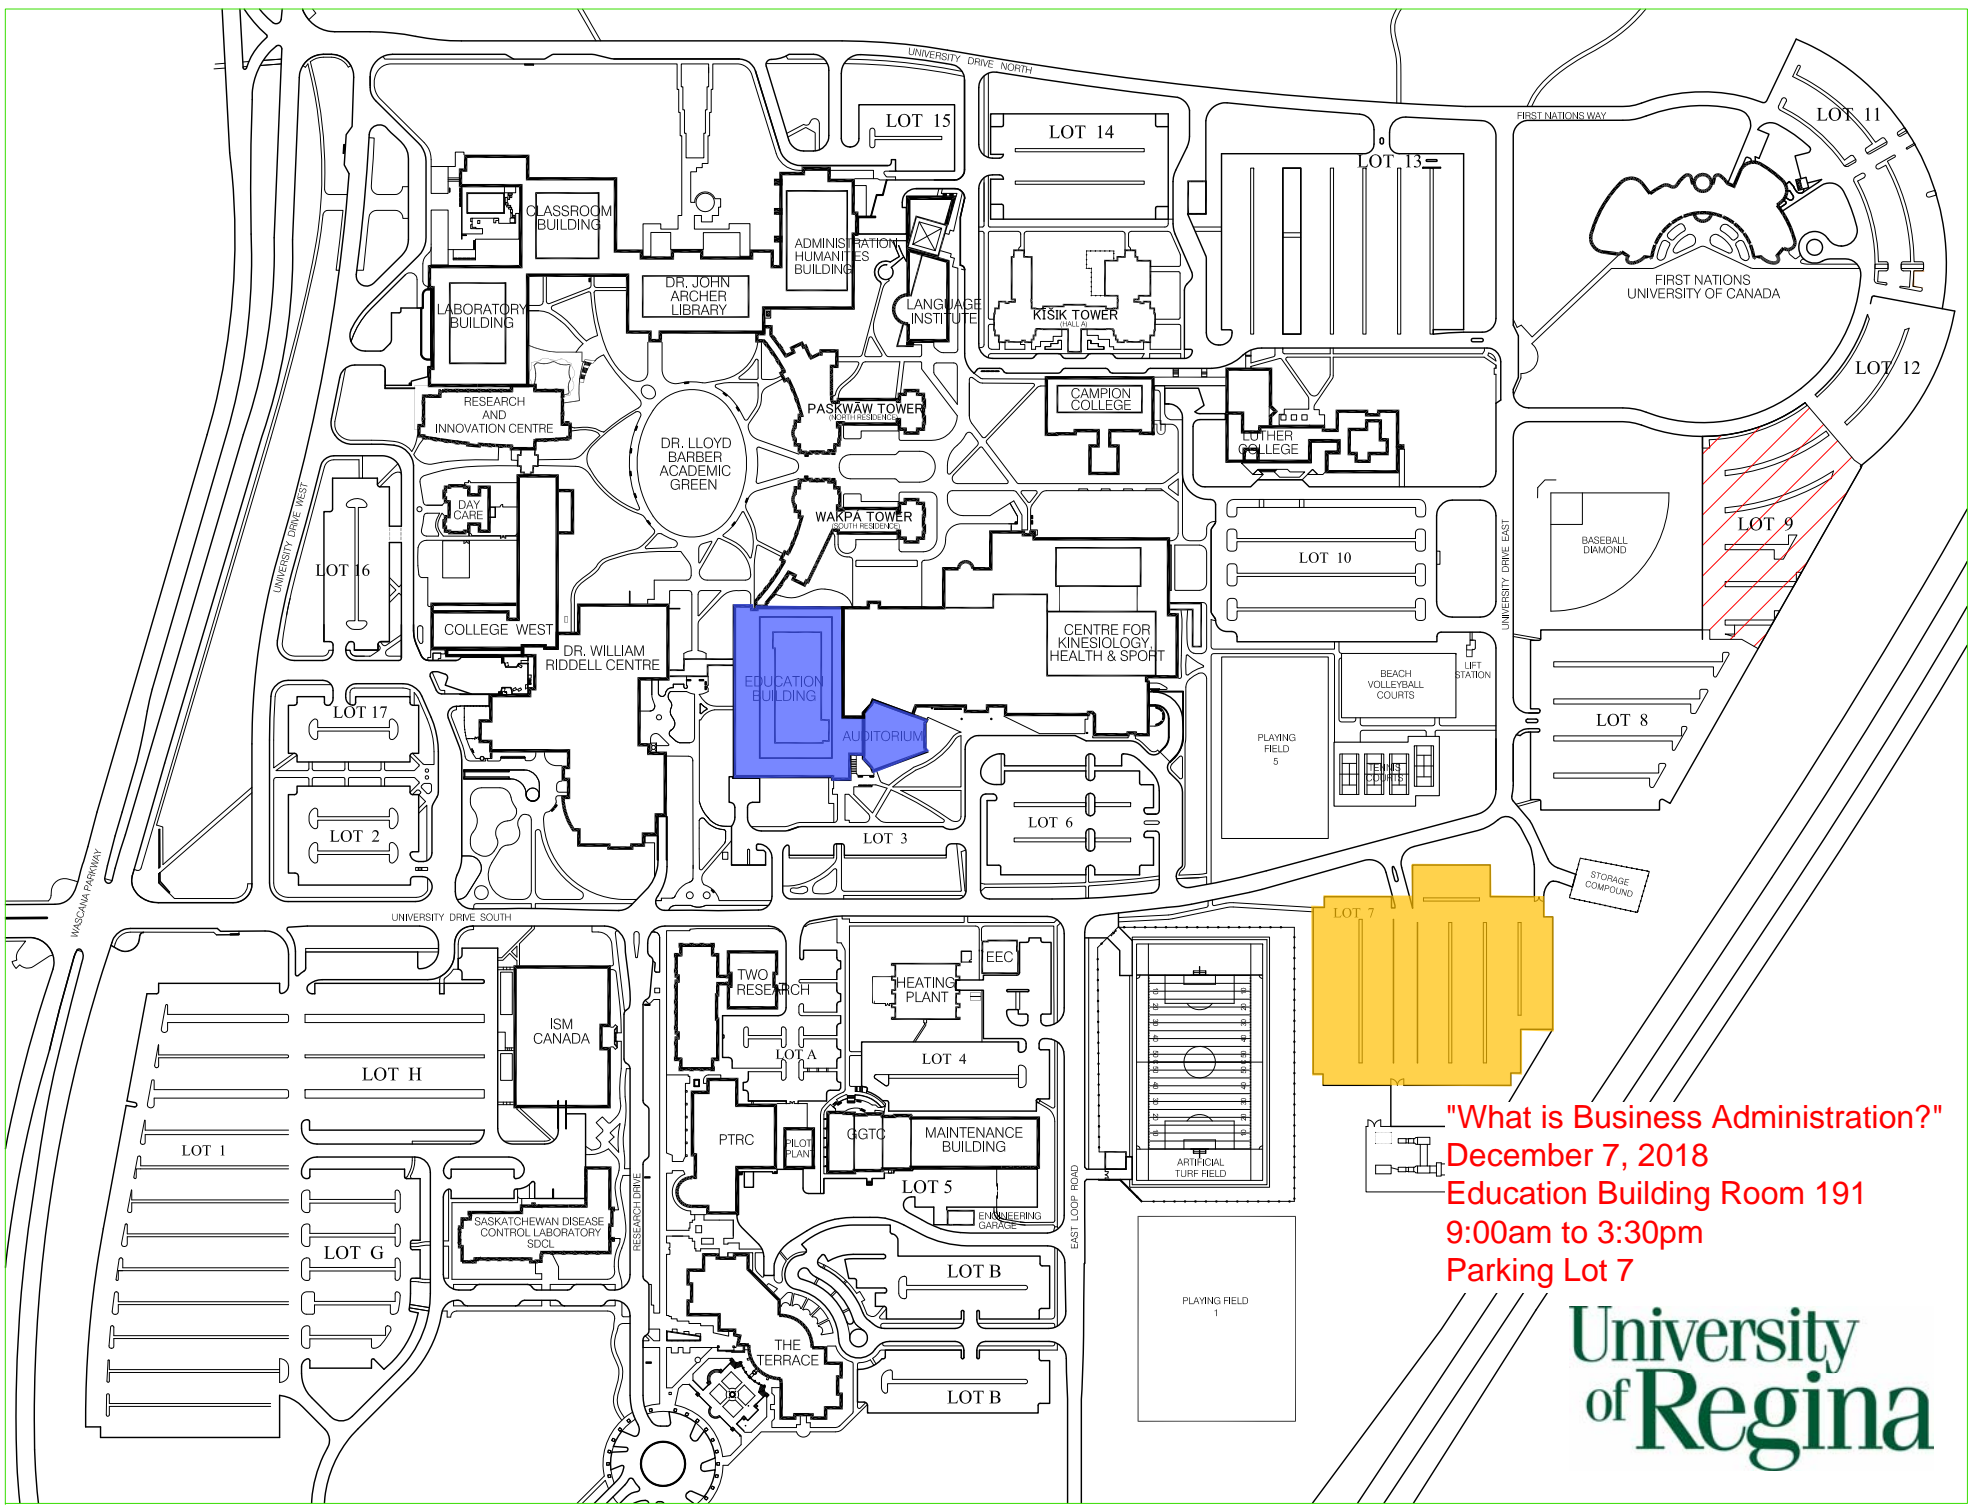 UNIVERSITY DRIVE NORTH
FIRST NATIONS WAY
LOT 11
LOT 15
LOT 14
LOT 13
CLASSROOM
BUILDING
ADMINISTRATION
HUMANITIES
BUILDING
DR. JOHN
ARCHER
LIBRARY
LABORATORY
BUILDING
LANGUAGE
INSTITUTE
KĪSIK TOWER
(HALL A)
FIRST NATIONS
UNIVERSITY OF CANADA
LOT 12
RESEARCH
AND
INNOVATION CENTRE
PASKWĀW TOWER
(NORTH RESIDENCE)
CAMPION
COLLEGE
LUTHER
COLLEGE
DR. LLOYD
BARBER
ACADEMIC
GREEN
DAY
CARE
WAKPÁ TOWER
(SOUTH RESIDENCE)
UNIVERSITY DRIVE WEST
LOT 16
LOT 10
UNIVERSITY DRIVE EAST
BASEBALL
DIAMOND
LOT 9
COLLEGE WEST
DR. WILLIAM
RIDDELL CENTRE
EDUCATION
BUILDING
AUDITORIUM
CENTRE FOR
KINESIOLOGY,
HEALTH & SPORT
BEACH
VOLLEYBALL
COURTS
LIFT
STATION
LOT 17
LOT 8
PLAYING
FIELD
5
TENNIS
COURTS
LOT 2
LOT 3
LOT 6
WASCANA PARKWAY
UNIVERSITY DRIVE SOUTH
STORAGE
COMPOUND
LOT 7
TWO
RESEARCH
HEATING
PLANT
EEC
ISM
CANADA
LOT A
LOT 4
LOT H
LOT 1
PTRC
PILOT
PLANT
GGTC
MAINTENANCE
BUILDING
ARTIFICIAL
TURF FIELD
LOT 5
ENGINEERING
GARAGE
RESEARCH DRIVE
EAST LOOP ROAD
SASKATCHEWAN DISEASE
CONTROL LABORATORY
SDCL
LOT G
LOT B
PLAYING FIELD
1
THE
TERRACE
LOT B
"What is Business Administration?"
December 7, 2018
Education Building Room 191
9:00am to 3:30pm
Parking Lot 7
University
of Regina